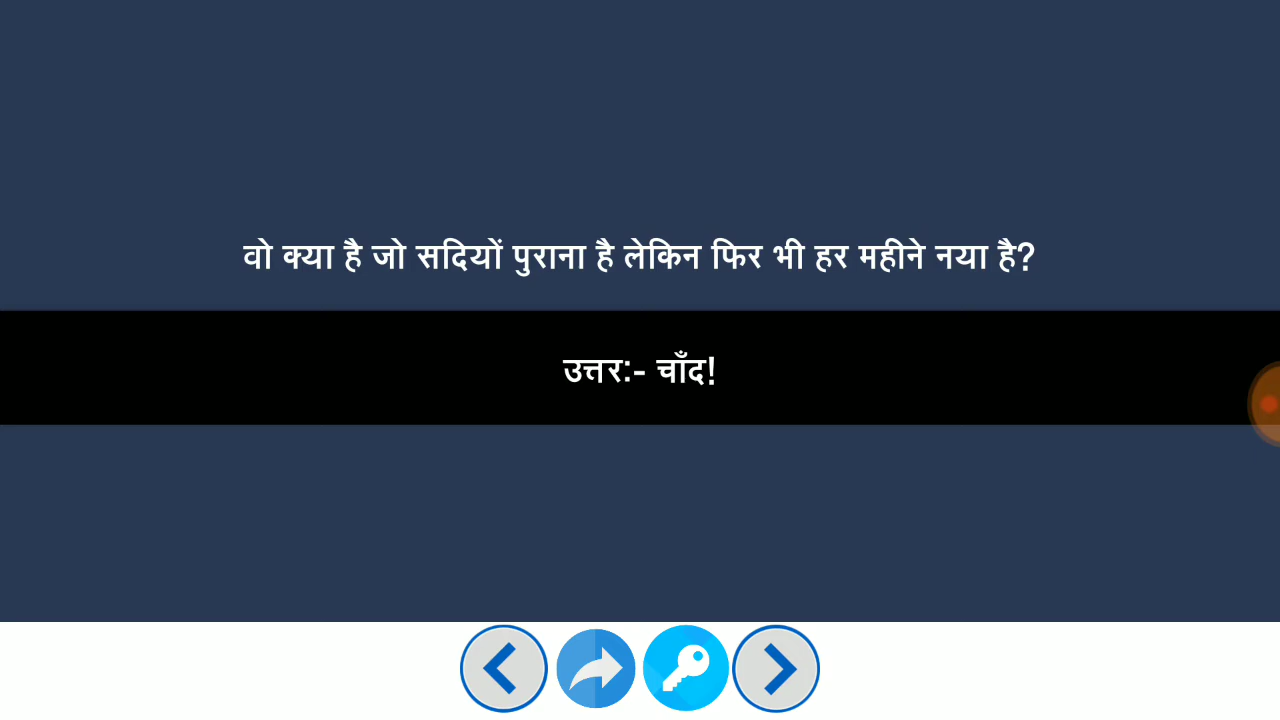 वो क्या है जो सदियों पुराना है लेकिन फिर भी हर महीने नया है?
उत्तर:- चाँद!